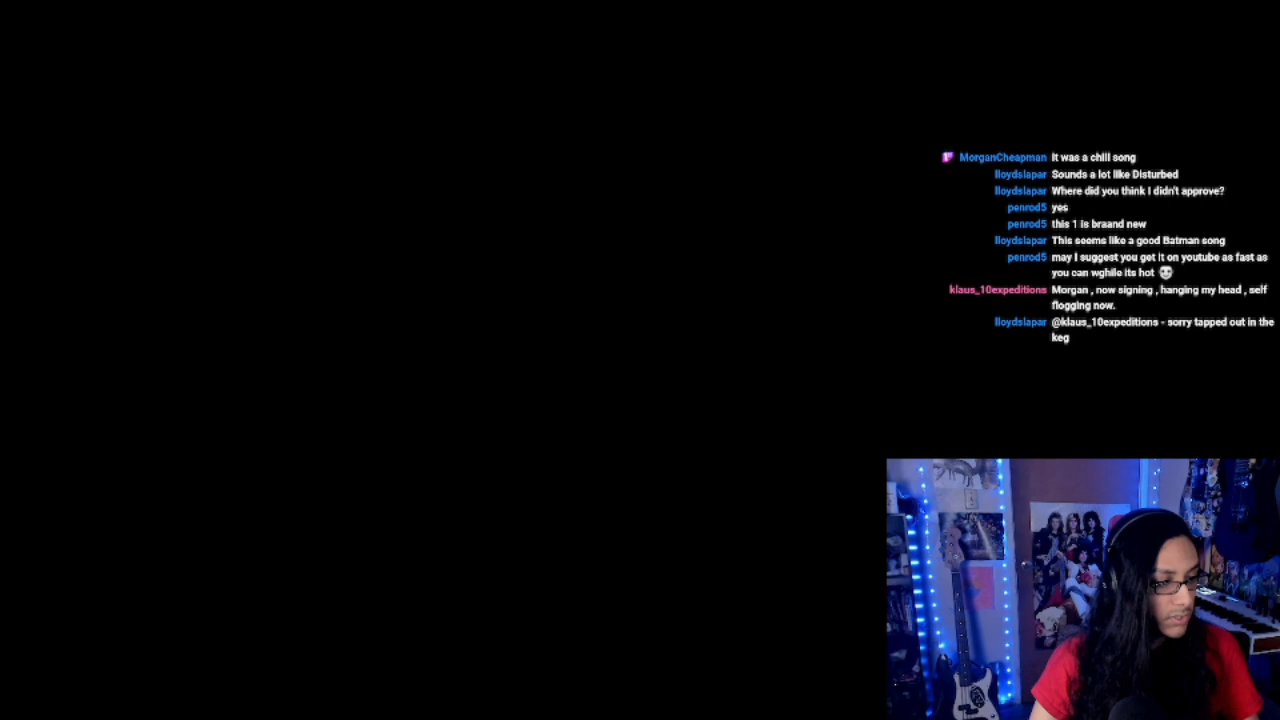 MorganCheapman It was a chill song
lloydslapar Sounds a lot like Disturbed
lloydslapar Where did you think I didn't approve?
penrod5 yes
penrod5 this 1 is braand new
lloydslapar This seems like a good Batman song
penrod5 may I suggest you get it on youtube as fast as
you can wghile its hot
klaus_10expeditions Morgan , now signing , hanging my head , self
flogging now.
lloydslapar @klaus_10expeditions - sorry tapped out in the
keg